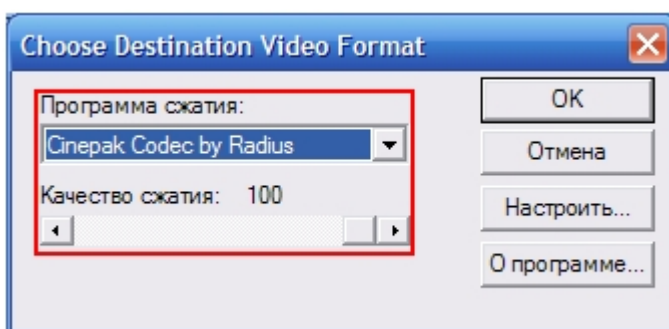 Choose Destination Video Format
Программа сжатия:
Cinepak Codec by Radius
Качество сжатия: 100
OK
Отмена
Настроить...
О программе...